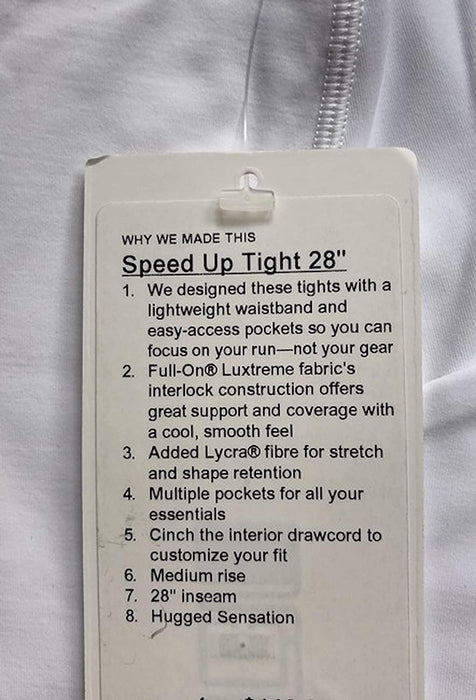 WHY WE MADE THIS
Speed Up Tight 28"
1. We designed these tights with a
lightweight waistband and
easy-access pockets so you can
focus on your run—not your gear
2. Full-On® Luxtreme fabric's
interlock construction offers
great support and coverage with
a cool, smooth feel
3. Added Lycra® fibre for stretch
and shape retention
4. Multiple pockets for all your
essentials
5. Cinch the interior drawcord to
customize your fit
6. Medium rise
7. 28" inseam
8. Hugged Sensation